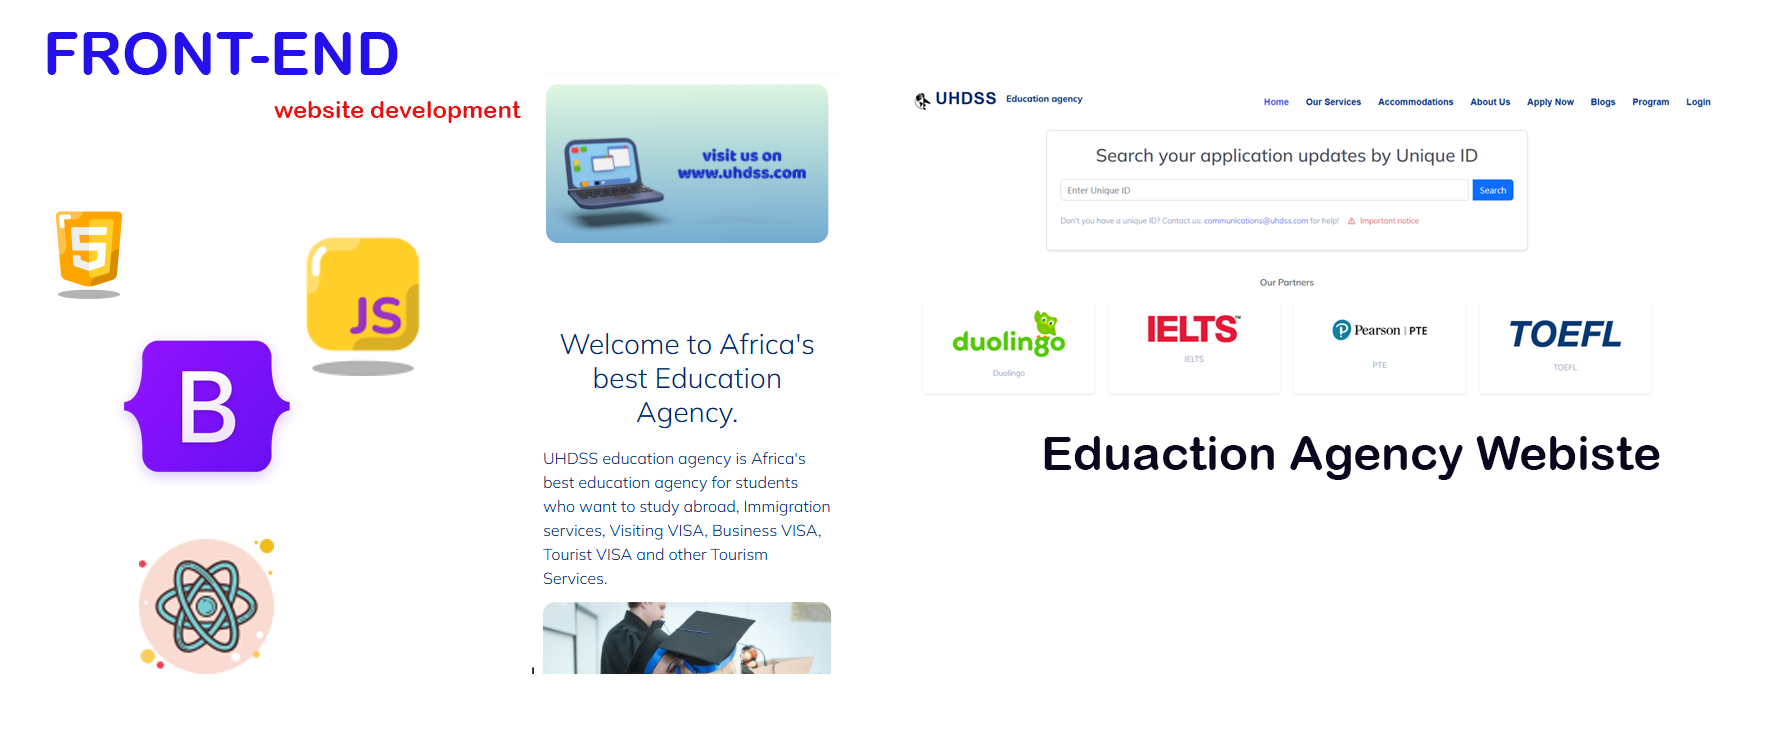 FRONT-END
website development
5
JS
B
visit us on
www.uhdss.com
Welcome to Africa's
best Education
Agency.
UHDSS education agency is Africa's
best education agency for students
who want to study abroad, Immigration
services, Visiting VISA, Business VISA,
Tourist VISA and other Tourism
Services.
UHDSS Education agency
Home Our Services Accommodations About Us Apply Now Blogs Program Login
Search your application updates by Unique ID
Enter Unique ID Search
Don't you have a unique ID? Contact us: communications@uhdss.com for help! Important notice
Our Partners
duolingo
Duolingo
IELTS™
IELTS
Pearson | PTE
PTE
TOEFL
TOEFL
Eduaction Agency Webiste